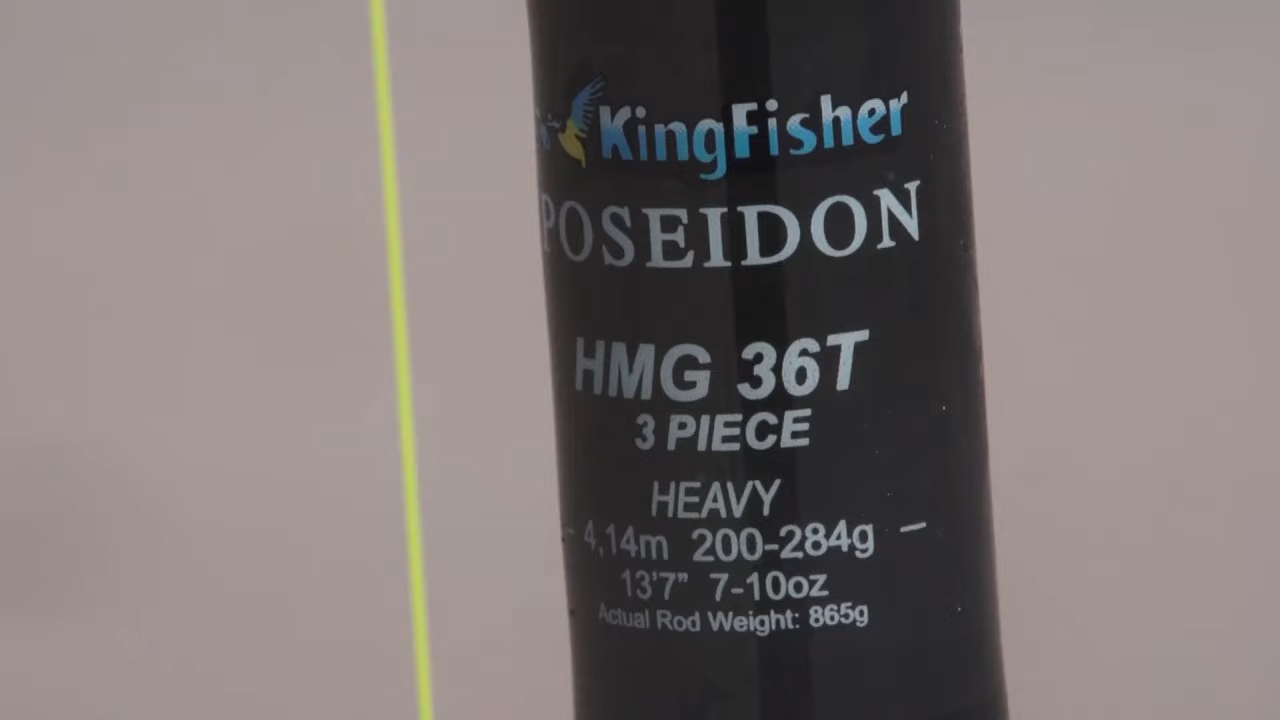 KingFisher
POSEIDON
HMG 36T
3 PIECE
HEAVY
4,14m 200-284g
13'7" 7-10oz
Actual Rod Weight: 865g